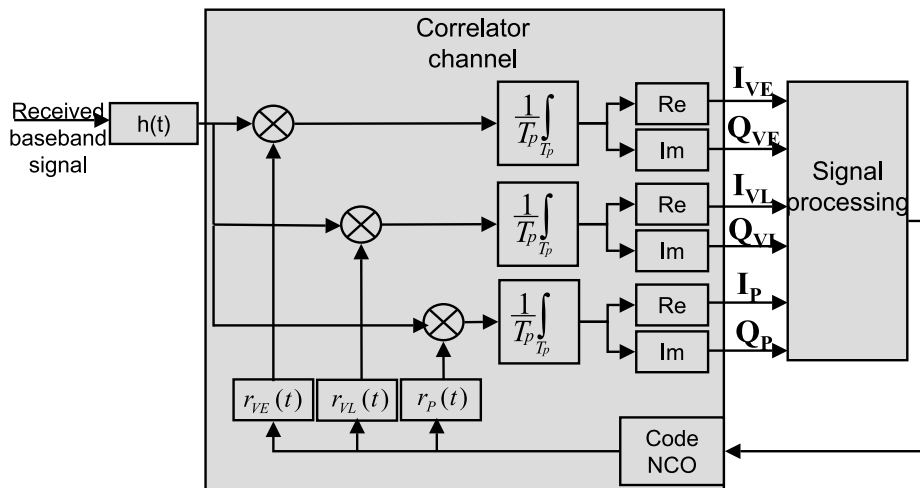 Correlator
channel
Received
baseband
signal
h(t)
1/T_p ∫_{T_p}
Re
Im
I_VE
Q_VE
1/T_p ∫_{T_p}
Re
Im
I_VL
Q_VL
1/T_p ∫_{T_p}
Re
Im
I_P
Q_P
Signal
processing
r_VE(t)
r_VL(t)
r_P(t)
Code
NCO